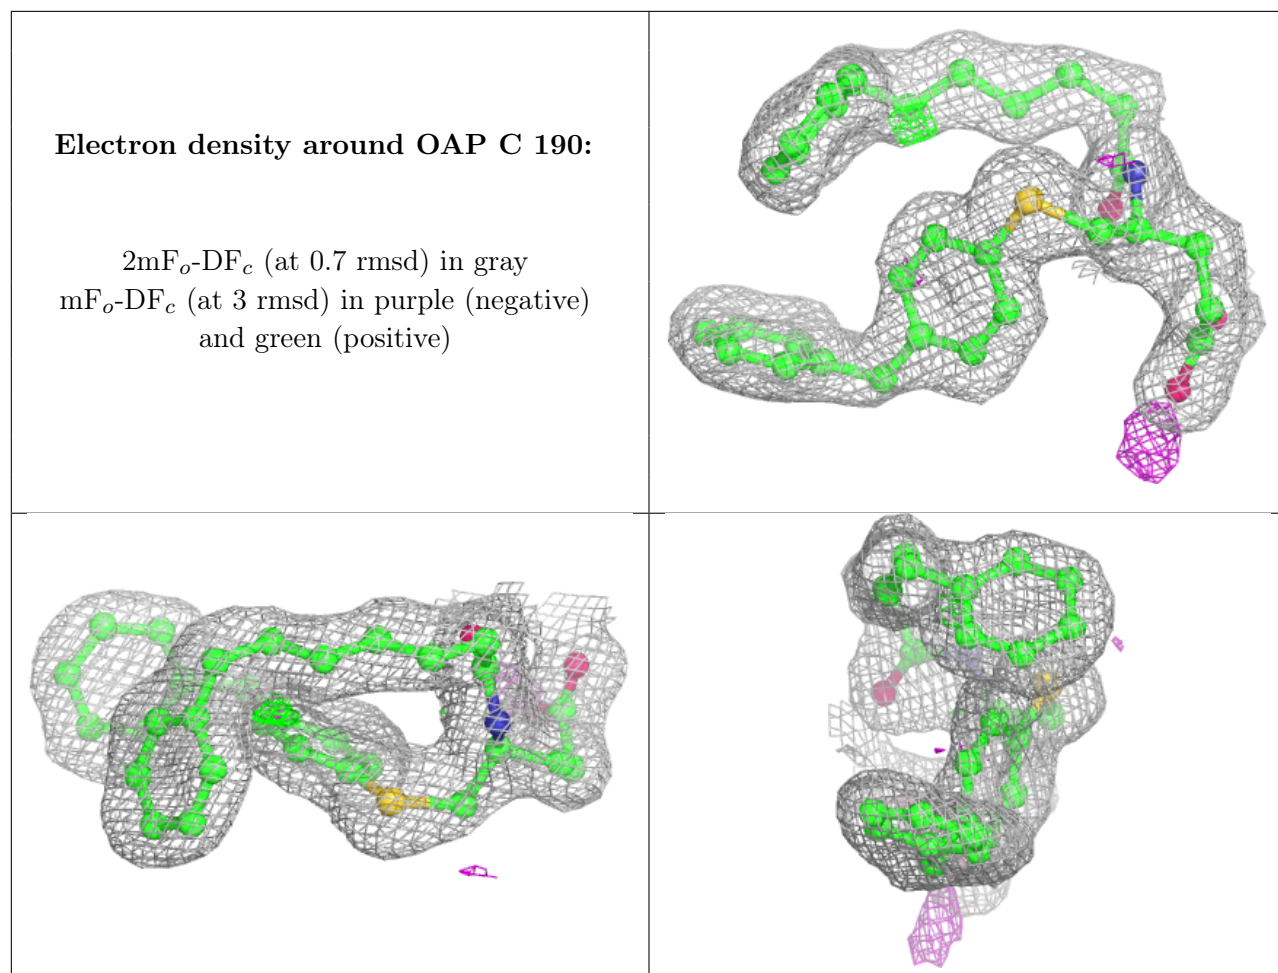 Electron density around OAP C 190:
2mFₒ-DF𝒸 (at 0.7 rmsd) in gray
mFₒ-DF𝒸 (at 3 rmsd) in purple (negative)
and green (positive)